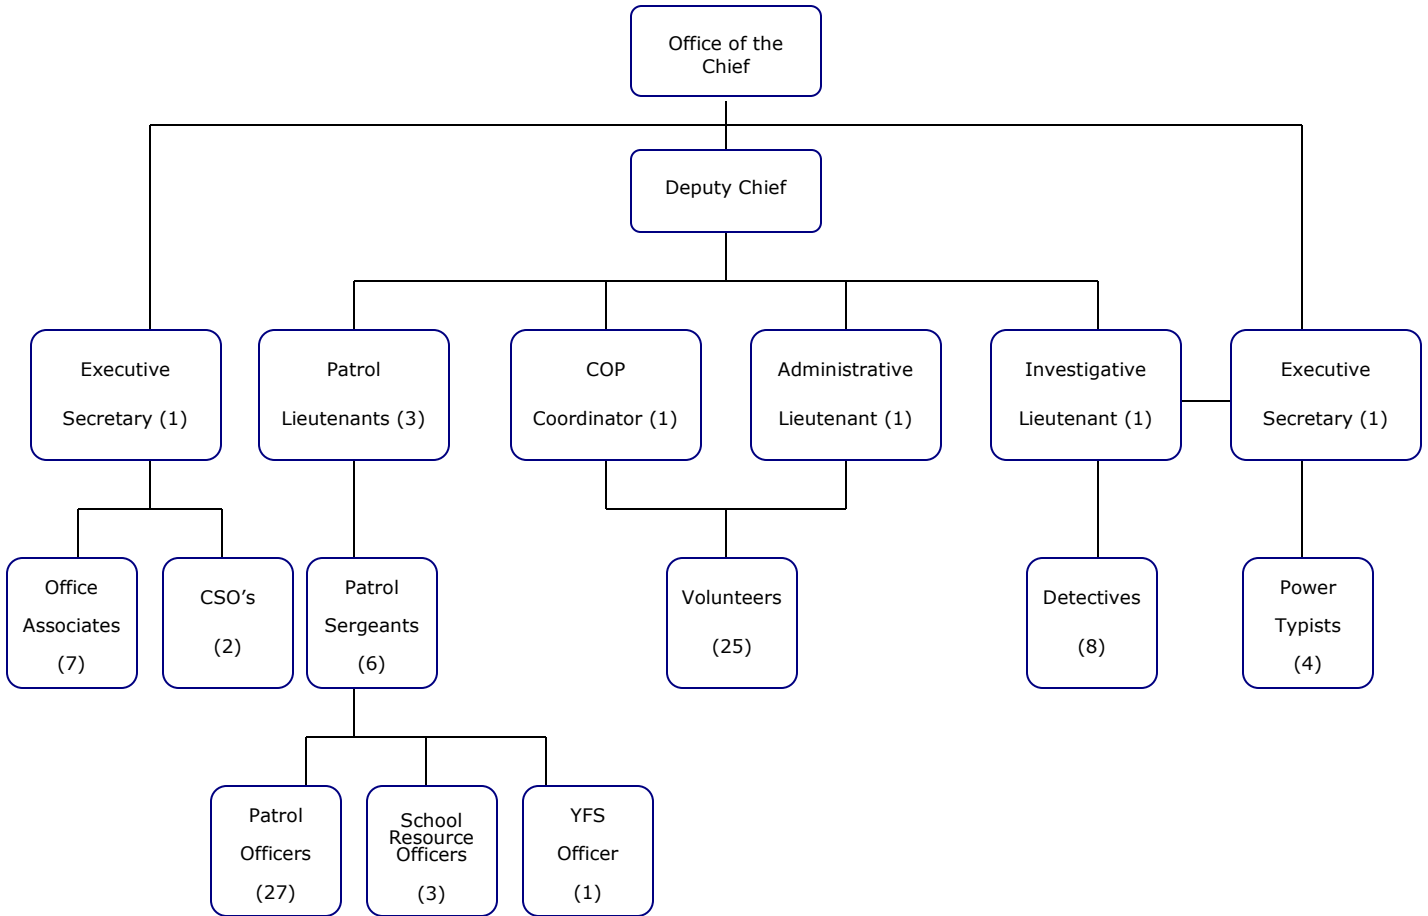 Office of the
Chief
Deputy Chief
Executive
Secretary (1)
Patrol
Lieutenants (3)
COP
Coordinator (1)
Administrative
Lieutenant (1)
Investigative
Lieutenant (1)
Executive
Secretary (1)
Office
Associates
(7)
CSO’s
(2)
Patrol
Sergeants
(6)
Volunteers
(25)
Detectives
(8)
Power
Typists
(4)
Patrol
Officers
(27)
School
Resource
Officers
(3)
YFS
Officer
(1)